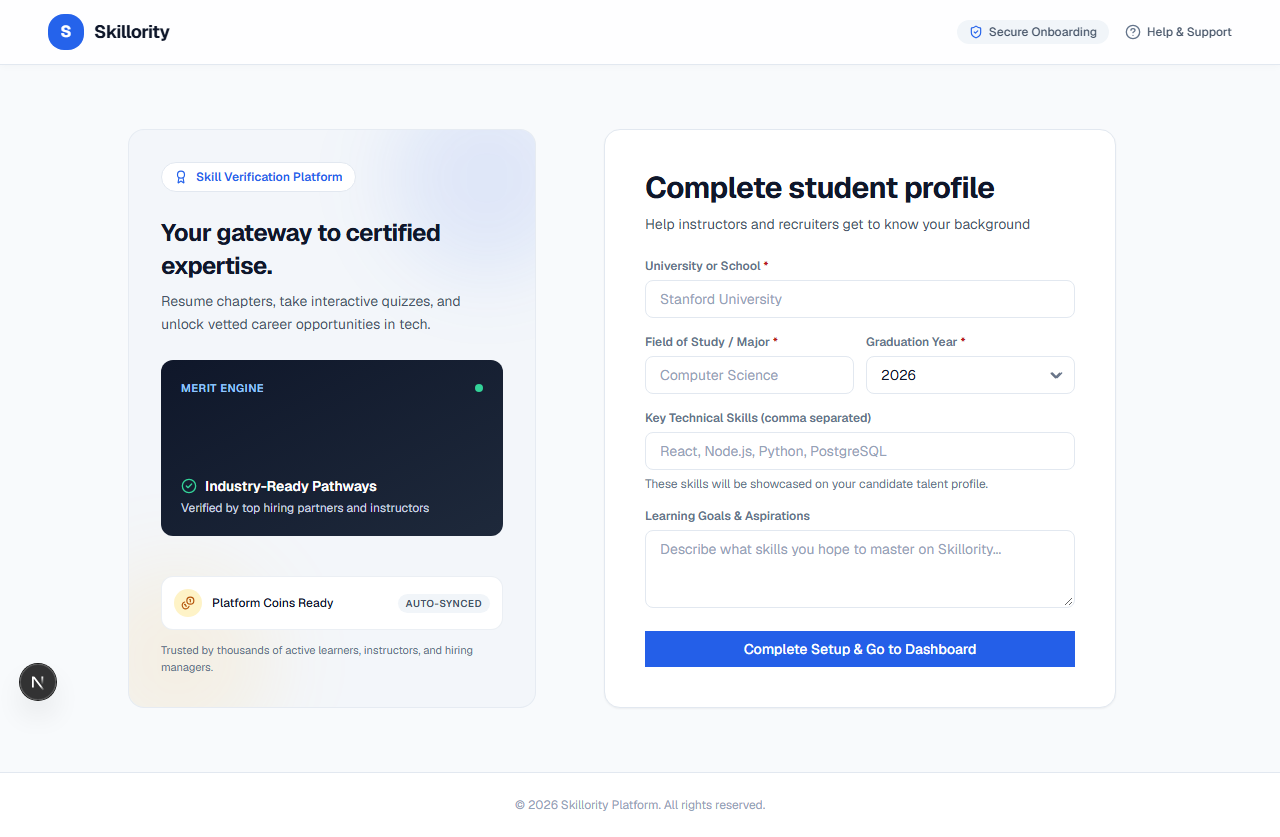 S Skillority
Secure Onboarding
Help & Support
Skill Verification Platform
Your gateway to certified
expertise.
Resume chapters, take interactive quizzes, and
unlock vetted career opportunities in tech.
MERIT ENGINE
Industry-Ready Pathways
Verified by top hiring partners and instructors
Platform Coins Ready
AUTO-SYNCED
Trusted by thousands of active learners, instructors, and hiring
managers.
Complete student profile
Help instructors and recruiters get to know your background
University or School *
Stanford University
Field of Study / Major *
Graduation Year *
Computer Science
2026
Key Technical Skills (comma separated)
React, Node.js, Python, PostgreSQL
These skills will be showcased on your candidate talent profile.
Learning Goals & Aspirations
Describe what skills you hope to master on Skillority...
Complete Setup & Go to Dashboard
N
© 2026 Skillority Platform. All rights reserved.